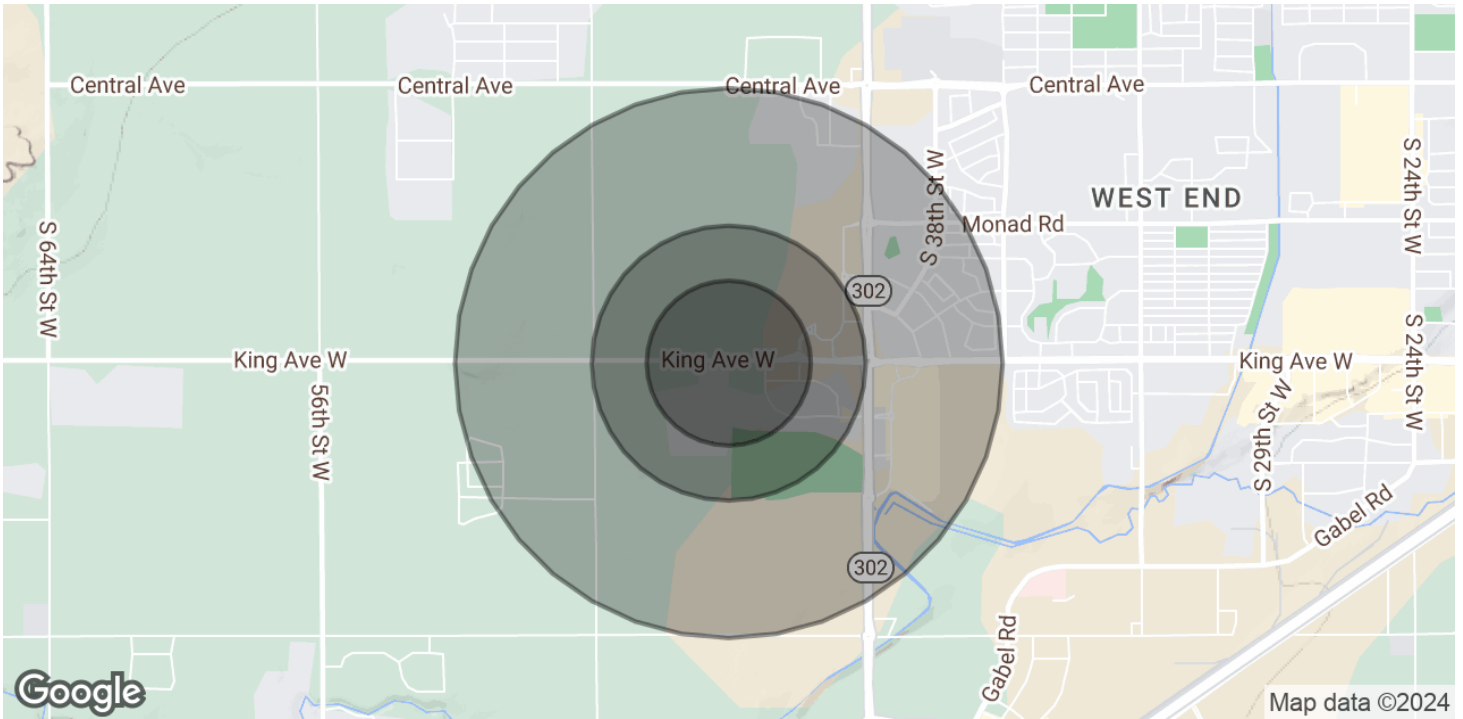 Central Ave
Central Ave
Central Ave
Central Ave
S 38th St W
S 24th St W
WEST END
Monad Rd
S 64th St W
302
King Ave W
King Ave W
King Ave W
S 24th St W
56th St W
S 29th St W
Gabel Rd
302
Gabel Rd
Google
Map data ©2024